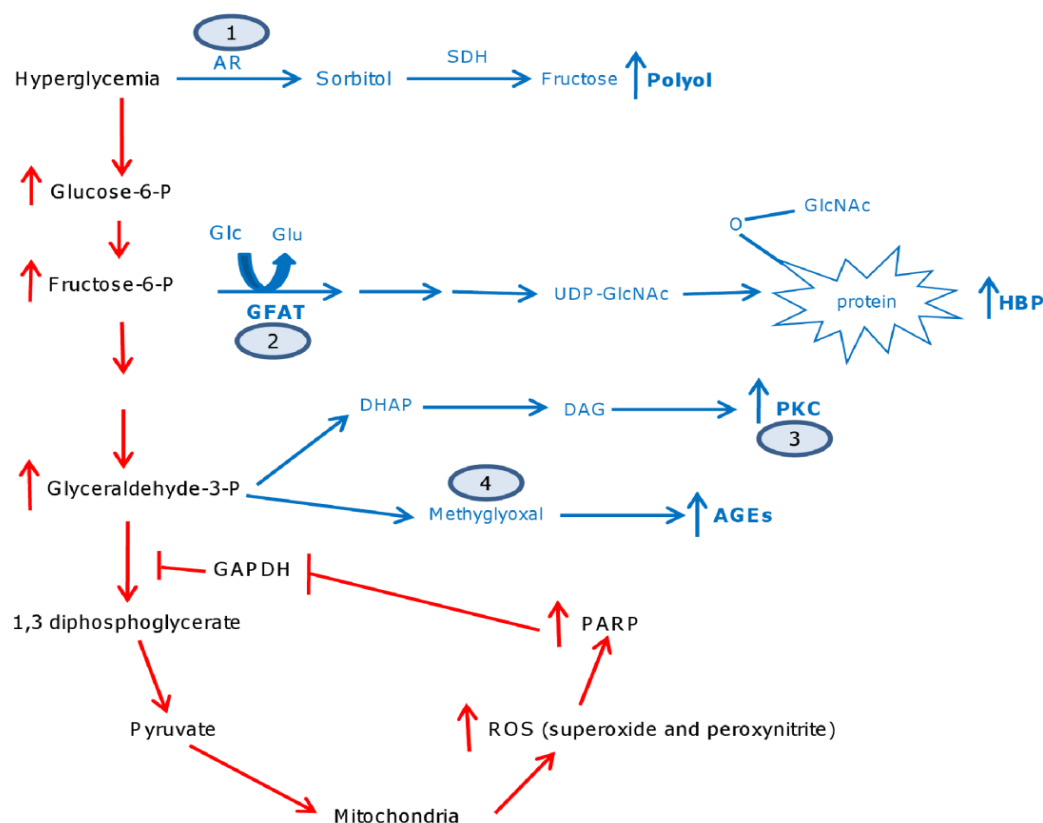 1
AR
SDH
Hyperglycemia
Sorbitol
Fructose
Polyol
Glucose-6-P
GlcNAc
O
Glc
Glu
Fructose-6-P
GFAT
2
UDP-GlcNAc
protein
HBP
DHAP
DAG
PKC
3
Glyceraldehyde-3-P
4
Methyglyoxal
AGEs
GAPDH
1,3 diphosphoglycerate
PARP
Pyruvate
ROS (superoxide and peroxynitrite)
Mitochondria